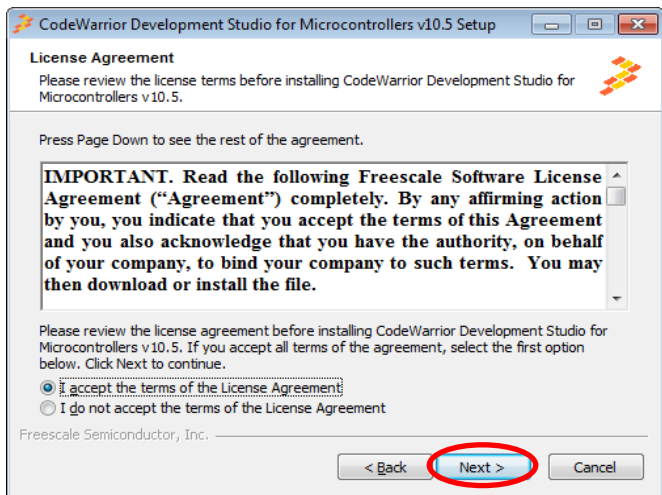 CodeWarrior Development Studio for Microcontrollers v10.5 Setup
License Agreement
Please review the license terms before installing CodeWarrior Development Studio for
Microcontrollers v10.5.
Press Page Down to see the rest of the agreement.
IMPORTANT. Read the following Freescale Software License
Agreement (“Agreement”) completely. By any affirming action
by you, you indicate that you accept the terms of this Agreement
and you also acknowledge that you have the authority, on behalf
of your company, to bind your company to such terms.  You may
then download or install the file.
Please review the license agreement before installing CodeWarrior Development Studio for
Microcontrollers v10.5. If you accept all terms of the agreement, select the first option
below. Click Next to continue.
I accept the terms of the License Agreement
I do not accept the terms of the License Agreement
Freescale Semiconductor, Inc.
< Back Next > Cancel